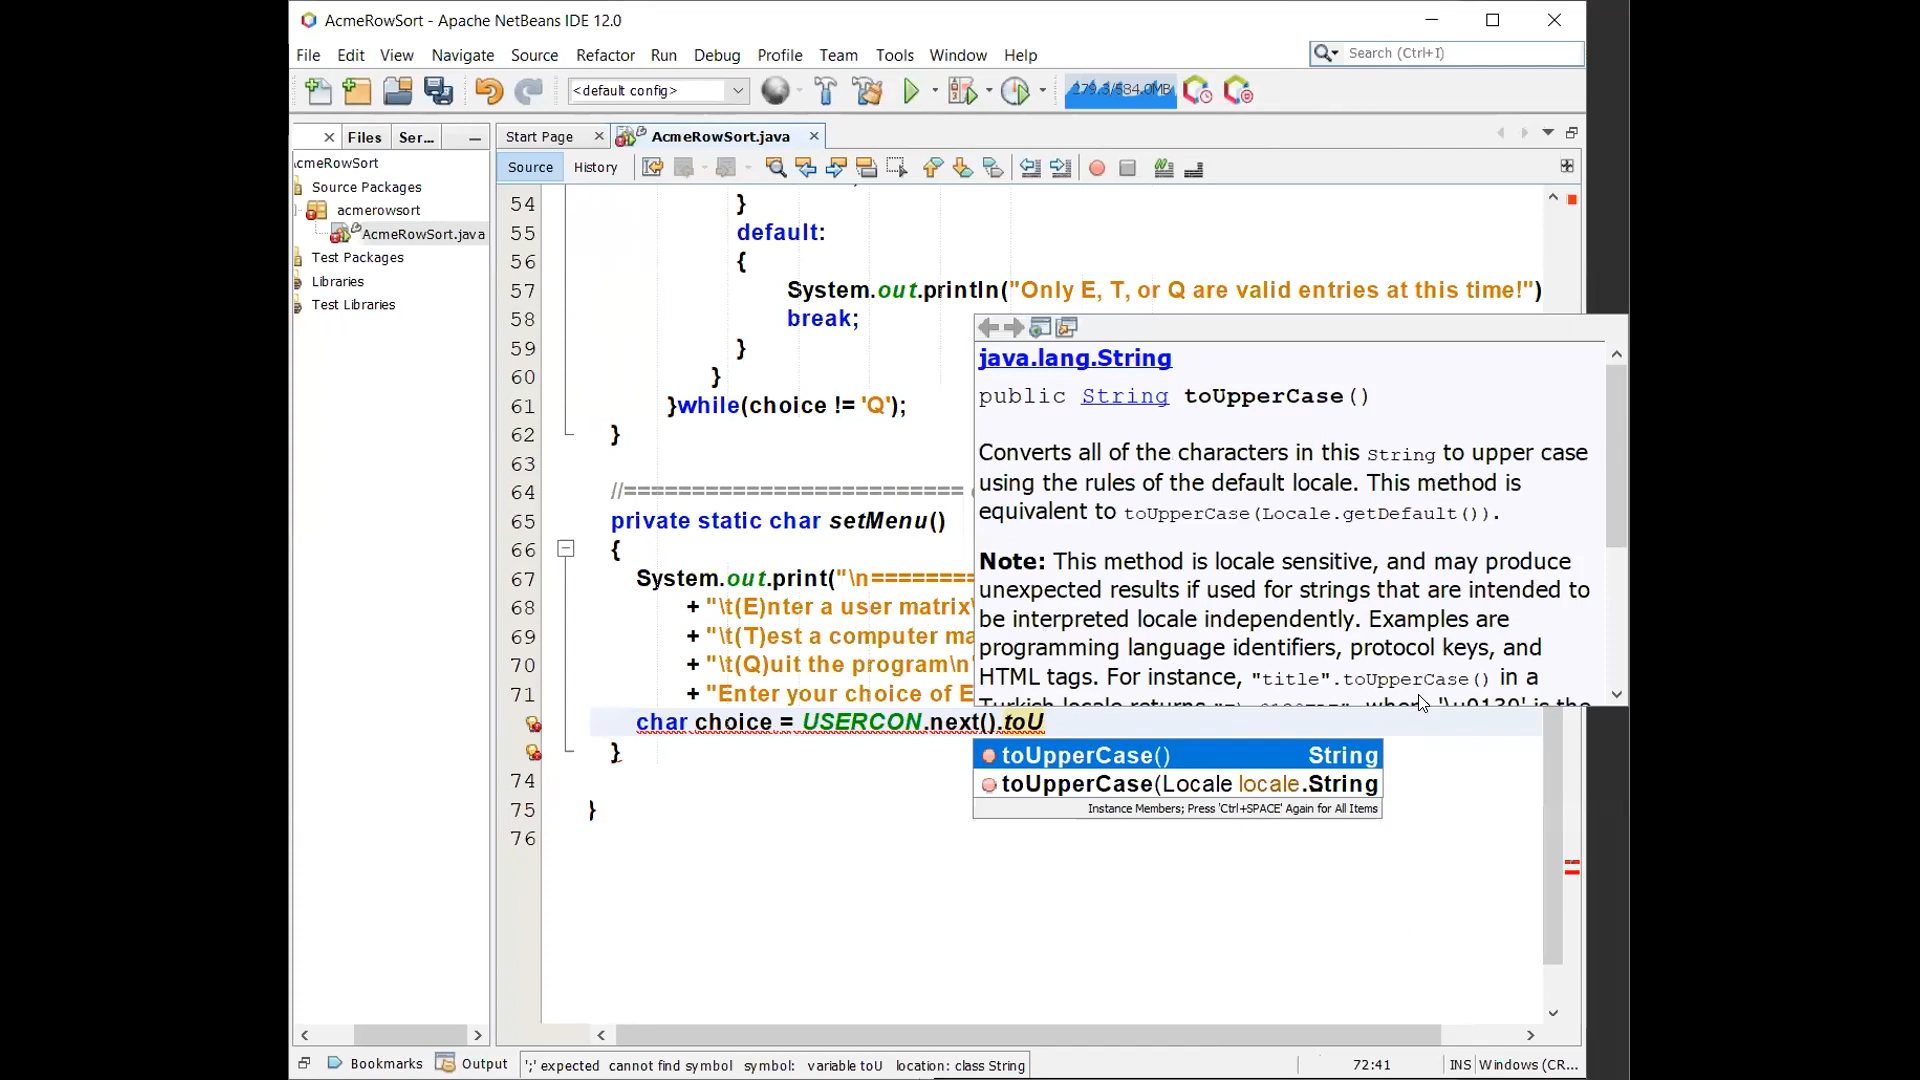 AcmeRowSort - Apache NetBeans IDE 12.0
File Edit View Navigate Source Refactor Run Debug Profile Team Tools Window Help
Search (Ctrl+I)
<default config>
279.3/584.0MB
Files Ser...
Start Page
AcmeRowSort.java
cmeRowSort
Source Packages
acmerowsort
AcmeRowSort.java
Test Packages
Libraries
Test Libraries
Source History
54 }
55 default:
56 {
57 System.out.println("Only E, T, or Q are valid entries at this time!")
58 break;
59 }
60 }
61 }while(choice != 'Q');
62 }
63
64 //=========================
65 private static char setMenu()
66 {
67 System.out.print("\n=========
68 + "\t(E)nter a user matrix\
69 + "\t(T)est a computer ma
70 + "\t(Q)uit the program\n"
71 + "Enter your choice of E
char choice = USERCON.next().toU
}
74
75 }
76
java.lang.String
public String toUpperCase()
Converts all of the characters in this String to upper case
using the rules of the default locale. This method is
equivalent to toUpperCase(Locale.getDefault()).
Note: This method is locale sensitive, and may produce
unexpected results if used for strings that are intended to
be interpreted locale independently. Examples are
programming language identifiers, protocol keys, and
HTML tags. For instance, "title".toUpperCase() in a
Turkish locale returns
toUpperCase() String
toUpperCase(Locale locale.String
Instance Members; Press 'Ctrl+SPACE' Again for All Items
Bookmarks Output
';' expected cannot find symbol symbol: variable toU location: class String
72:41 INS Windows (CR...